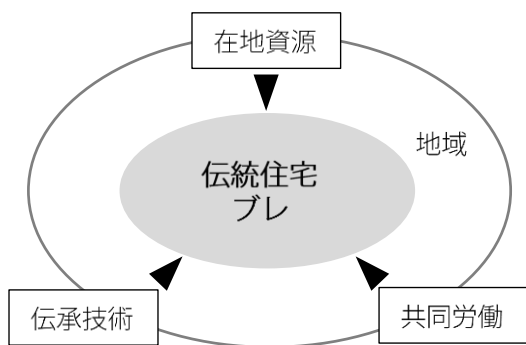 在地資源
地域
伝統住宅
ブレ
伝承技術
共同労働